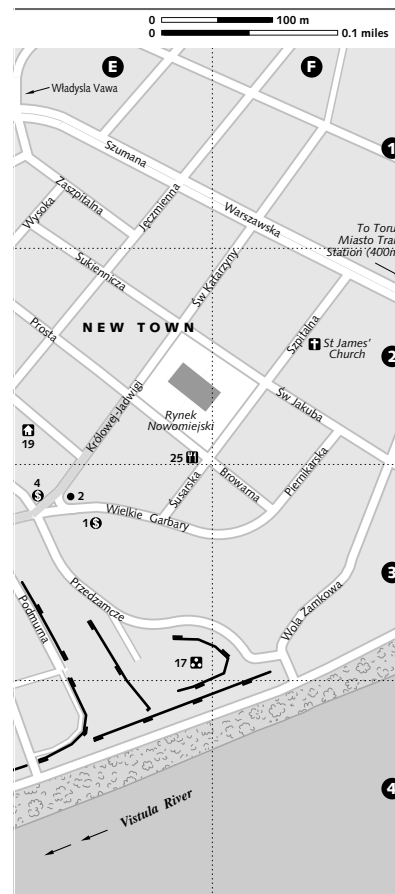 0 100 m
0 0.1 miles
E
F
Władysla Vawa
1
Szumana
Zaszpitalna
Jęczmienna
Wysoka
Warszawska
To Toru
Miasto Trai
Station (400m
Sukiennicza
Św Katarzyny
Prosta
NEW TOWN
Szpitalna
St James'
Church
2
Królowej-Jadwigi
Rynek
Nowomiejski
Św Jakuba
19
25
Piernikarska
Browarna
Susarska
4
2
1
Wielkie Garbary
Przedzamcze
3
Podmurna
Wola Zamkowa
17
4
Vistula River